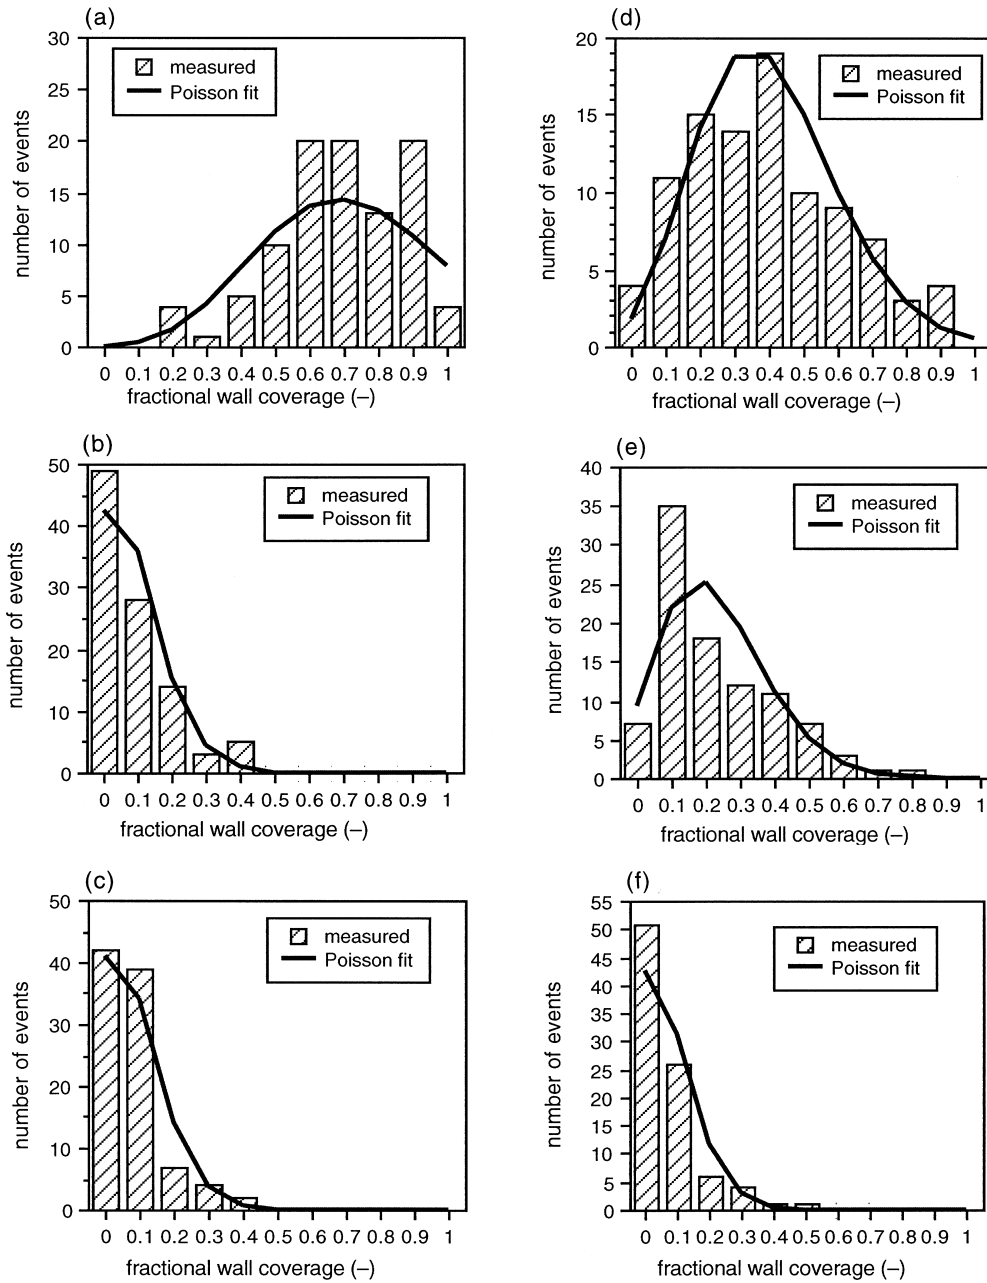 (a)
30
25
20
15
10
5
0
number of events
measured
Poisson fit
0 0.1 0.2 0.3 0.4 0.5 0.6 0.7 0.8 0.9 1
fractional wall coverage (–)
(d)
20
15
10
5
0
number of events
measured
Poisson fit
0 0.1 0.2 0.3 0.4 0.5 0.6 0.7 0.8 0.9 1
fractional wall coverage (–)
(b)
50
40
30
20
10
0
number of events
measured
Poisson fit
0 0.1 0.2 0.3 0.4 0.5 0.6 0.7 0.8 0.9 1
fractional wall coverage (–)
(e)
40
35
30
25
20
15
10
5
0
number of events
measured
Poisson fit
0 0.1 0.2 0.3 0.4 0.5 0.6 0.7 0.8 0.9 1
fractional wall coverage (–)
(c)
50
40
30
20
10
0
number of events
measured
Poisson fit
0 0.1 0.2 0.3 0.4 0.5 0.6 0.7 0.8 0.9 1
fractional wall coverage (–)
(f)
55
50
45
40
35
30
25
20
15
10
5
0
number of events
measured
Poisson fit
0 0.1 0.2 0.3 0.4 0.5 0.6 0.7 0.8 0.9 1
fractional wall coverage (–)